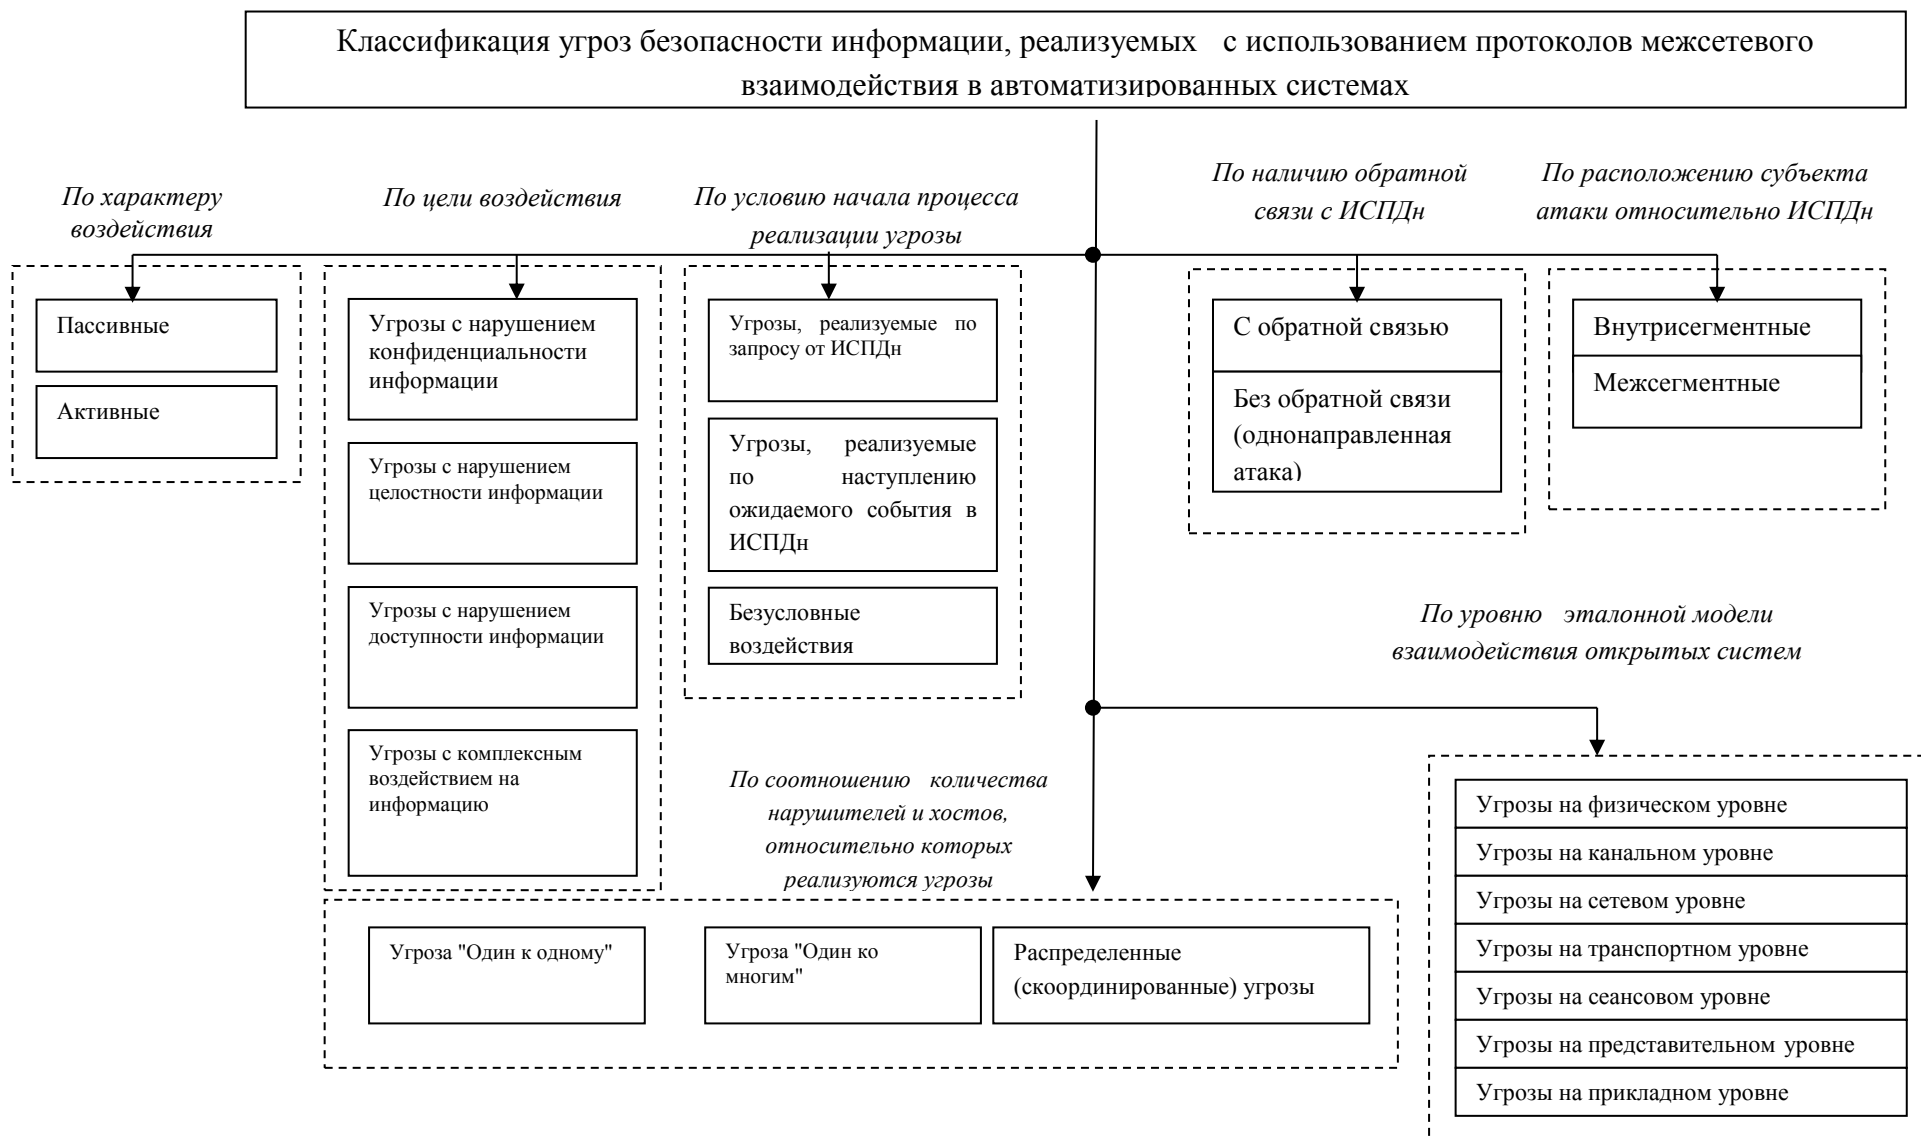 Классификация угроз безопасности информации, реализуемых с использованием протоколов межсетевого
взаимодействия в автоматизированных системах
По характеру
воздействия
По цели воздействия
По условию начала процесса
реализации угрозы
По наличию обратной
связи с ИСПДн
По расположению субъекта
атаки относительно ИСПДн
Пассивные
Активные
Угрозы с нарушением
конфиденциальности
информации
Угрозы с нарушением
целостности информации
Угрозы с нарушением
доступности информации
Угрозы с комплексным
воздействием на
информацию
Угрозы, реализуемые по
запросу от ИСПДн
Угрозы, реализуемые
по наступлению
ожидаемого события в
ИСПДн
Безусловные
воздействия
С обратной связью
Без обратной связи
(однонаправленная
атака)
Внутрисегментные
Межсегментные
По уровню эталонной модели
взаимодействия открытых систем
По соотношению количества
нарушителей и хостов,
относительно которых
реализуются угрозы
Угроза "Один к одному"
Угроза "Один ко
многим"
Распределенные
(скоординированные) угрозы
Угрозы на физическом уровне
Угрозы на канальном уровне
Угрозы на сетевом уровне
Угрозы на транспортном уровне
Угрозы на сеансовом уровне
Угрозы на представительном уровне
Угрозы на прикладном уровне